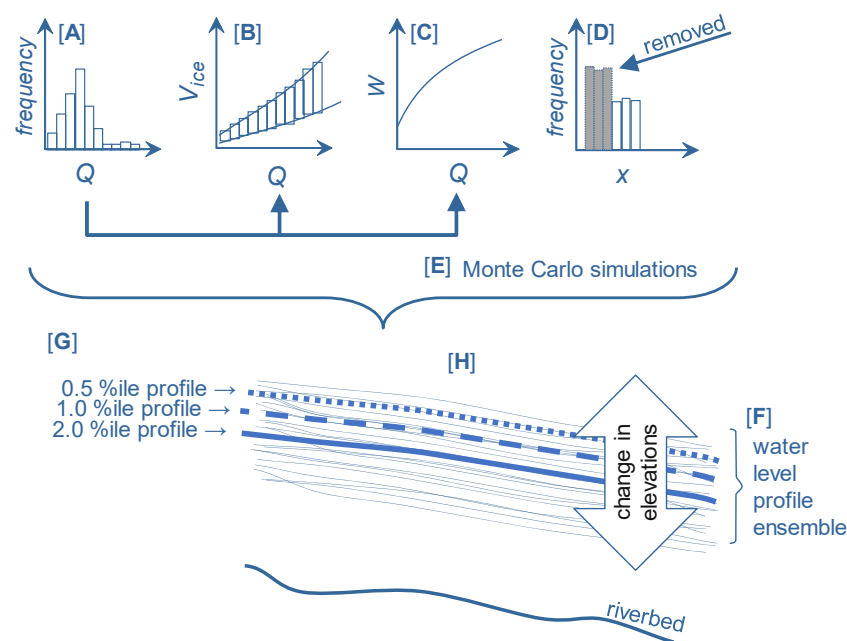 [A]
frequency
Q
[B]
V_ice
Q
[C]
W
Q
[D]
removed
frequency
x
[E] Monte Carlo simulations
[G]
[H]
0.5 %ile profile →
1.0 %ile profile →
2.0 %ile profile →
change in
elevations
[F]
water
level
profile
ensemble
riverbed